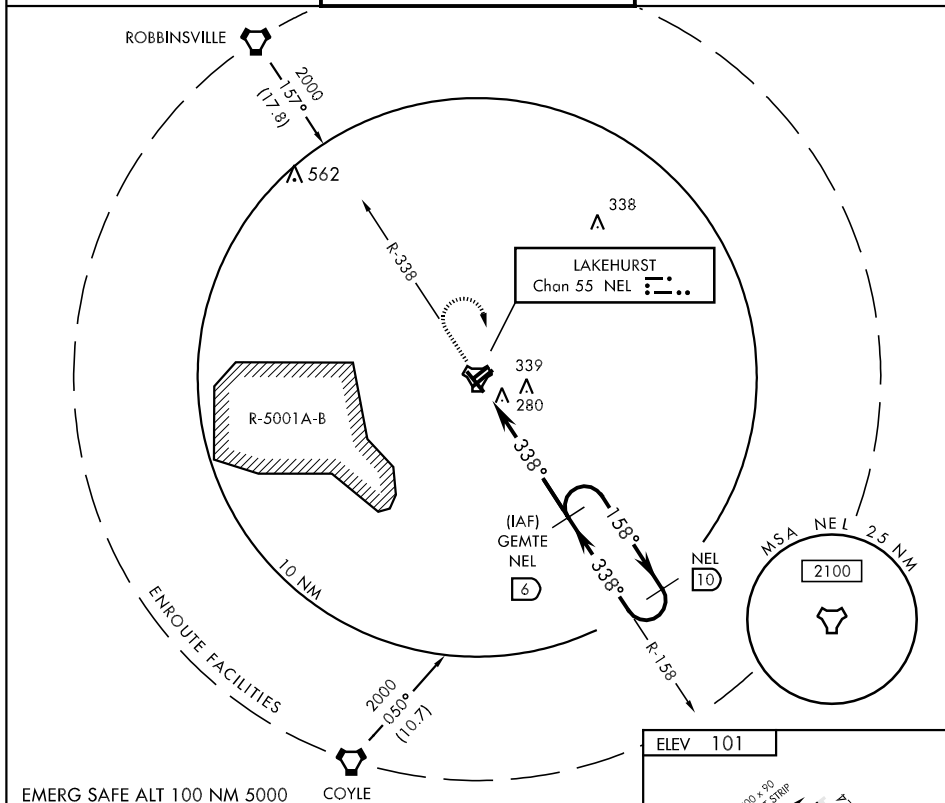 ROBBINSVILLE
2000
157°
(17.8)
562
338
R-338
LAKEHURST
Chan 55 NEL
339
280
R-5001A-B
338°
(IAF)
GEMTE
NEL
6
158°
338°
NEL
10
MSA NEL 25 NM
2100
10 NM
ENROUTE FACILITIES
R-158
2000
050°
(10.7)
ELEV 101
EMERG SAFE ALT 100 NM 5000
COYLE
STRIP